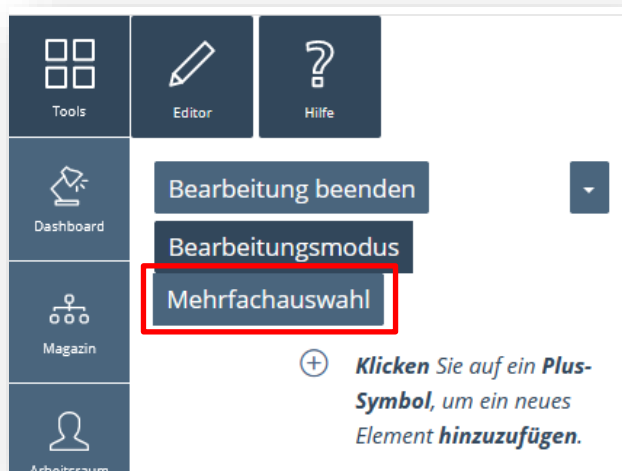 Tools
Editor
Hilfe
Dashboard
Bearbeitung beenden
Bearbeitungsmodus
Mehrfachauswahl
Magazin
Klicken Sie auf ein Plus-
Symbol, um ein neues
Element hinzuzufügen.
Arbeitsraum